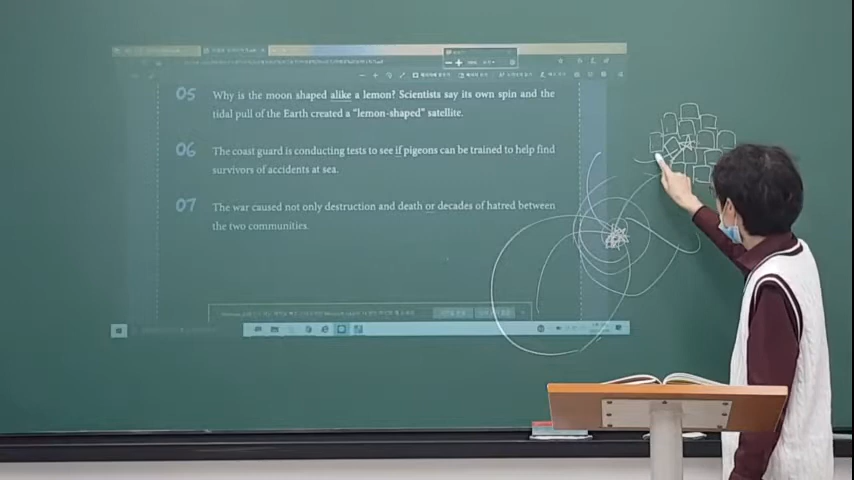 05 Why is the moon shaped alike a lemon? Scientists say its own spin and the
tidal pull of the Earth created a "lemon-shaped" satellite.
06 The coast guard is conducting tests to see if pigeons can be trained to help find
survivors of accidents at sea.
07 The war caused not only destruction and death or decades of hatred between
the two communities.